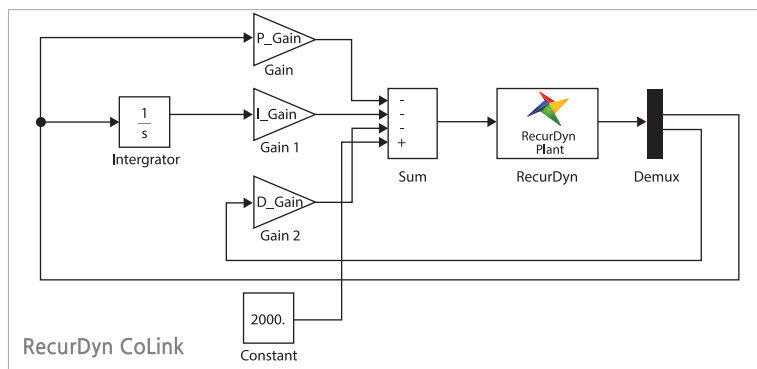 P_Gain
Gain
1
s
Intergrator
I_Gain
Gain 1
D_Gain
Gain 2
-
-
-
+
Sum
RecurDyn
Plant
RecurDyn
Demux
2000.
Constant
RecurDyn CoLink